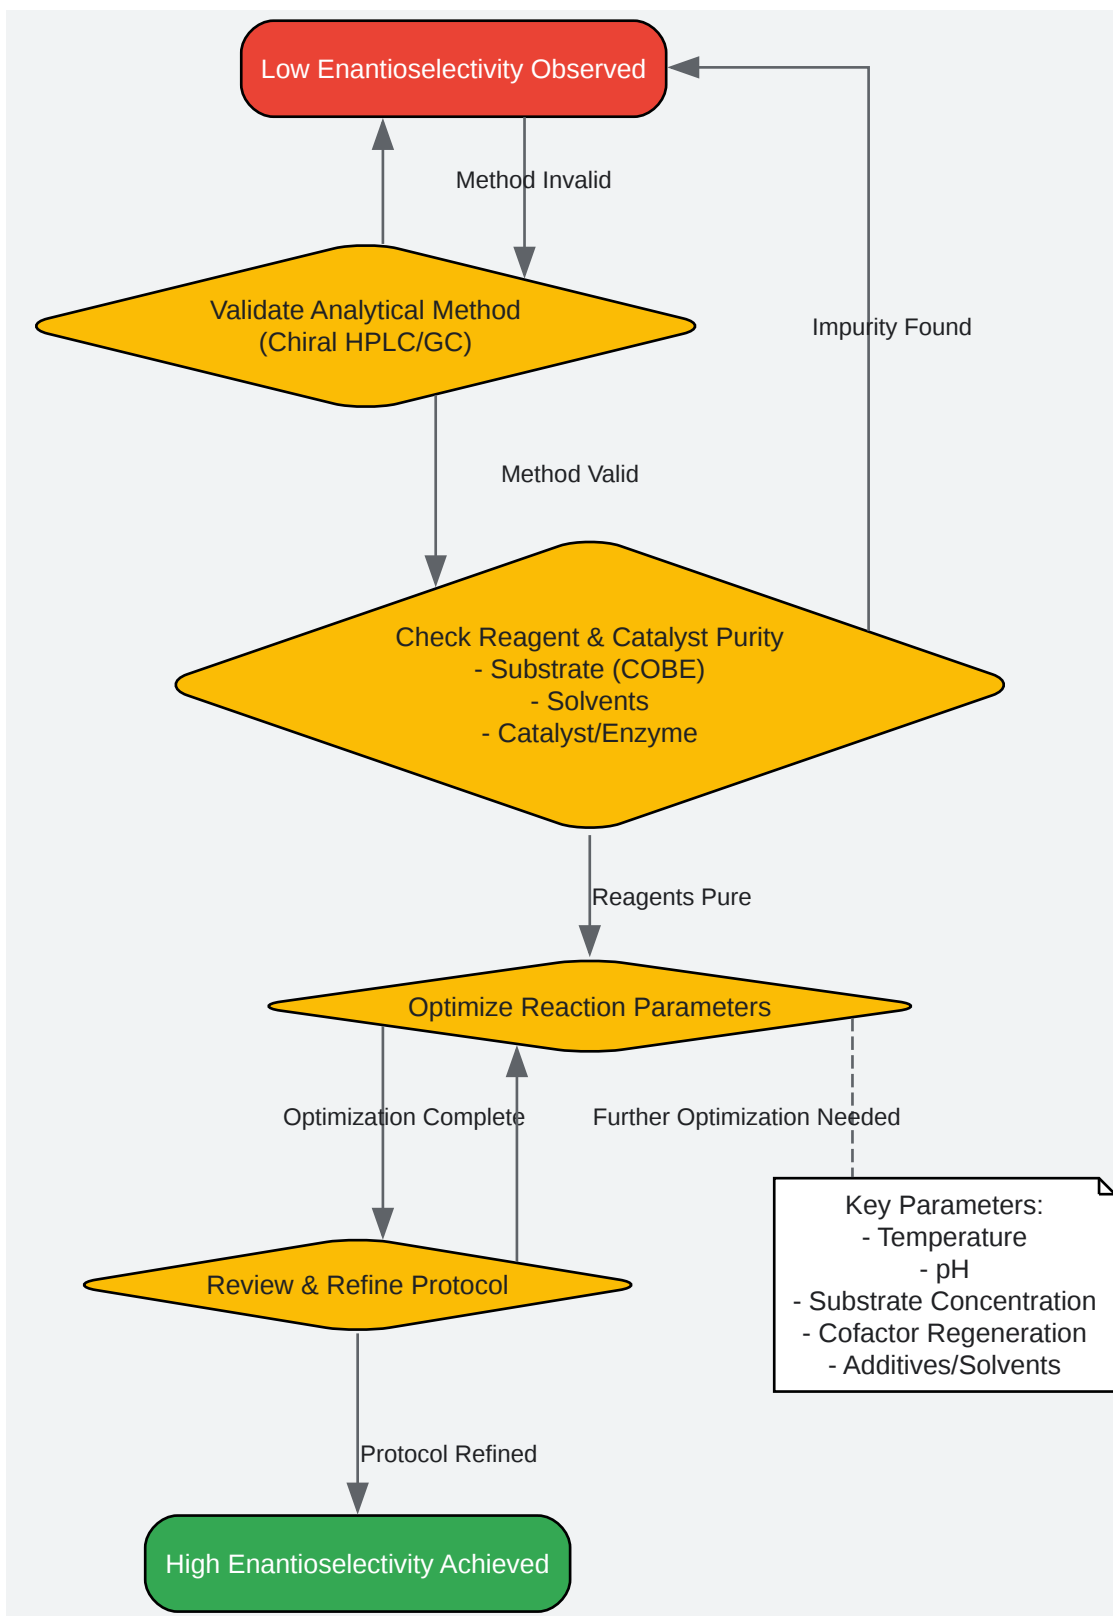 Low Enantioselectivity Observed
Method Invalid
Validate Analytical Method
(Chiral HPLC/GC)
Impurity Found
Method Valid
Check Reagent & Catalyst Purity
- Substrate (COBE)
- Solvents
- Catalyst/Enzyme
Reagents Pure
Optimize Reaction Parameters
Optimization Complete
Further Optimization Needed
Key Parameters:
- Temperature
- pH
- Substrate Concentration
- Cofactor Regeneration
- Additives/Solvents
Review & Refine Protocol
Protocol Refined
High Enantioselectivity Achieved